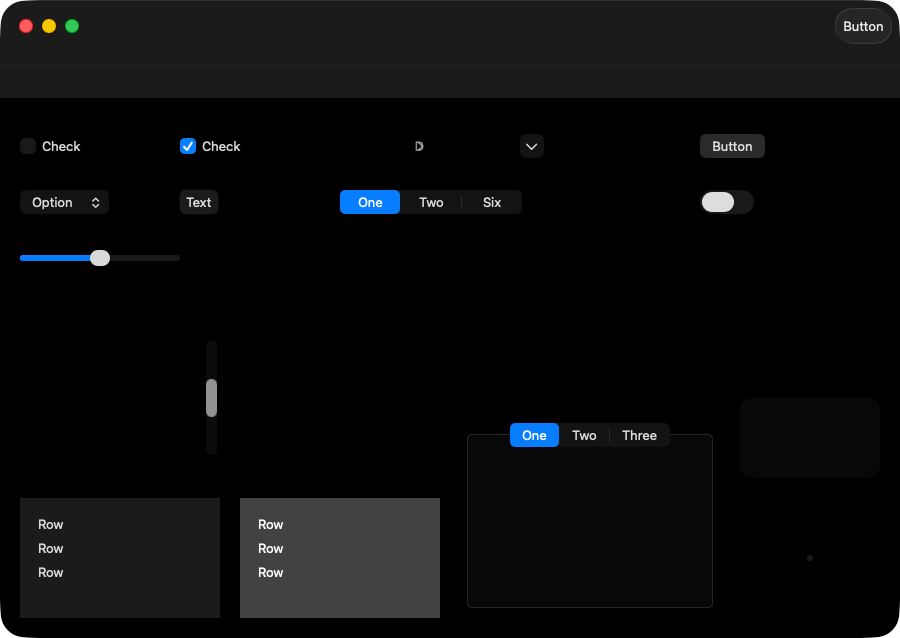 Button
Check
Check
Button
Option
Text
One Two Six
One Two Three
Row
Row
Row
Row
Row
Row